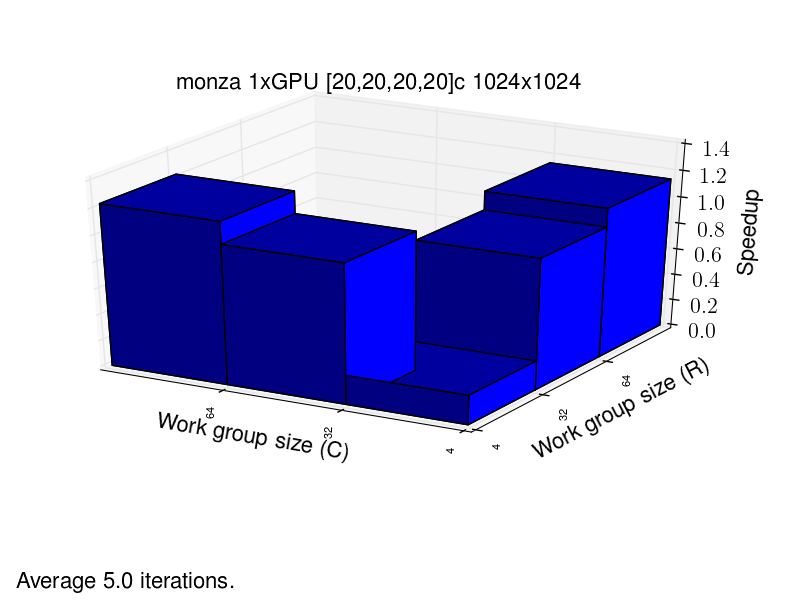 monza 1xGPU [20,20,20,20]c 1024x1024
1.4
1.2
1.0
0.8
0.6
0.4
0.2
0.0
Speedup
64
32
4
Work group size (C)
4
32
64
Work group size (R)
Average 5.0 iterations.